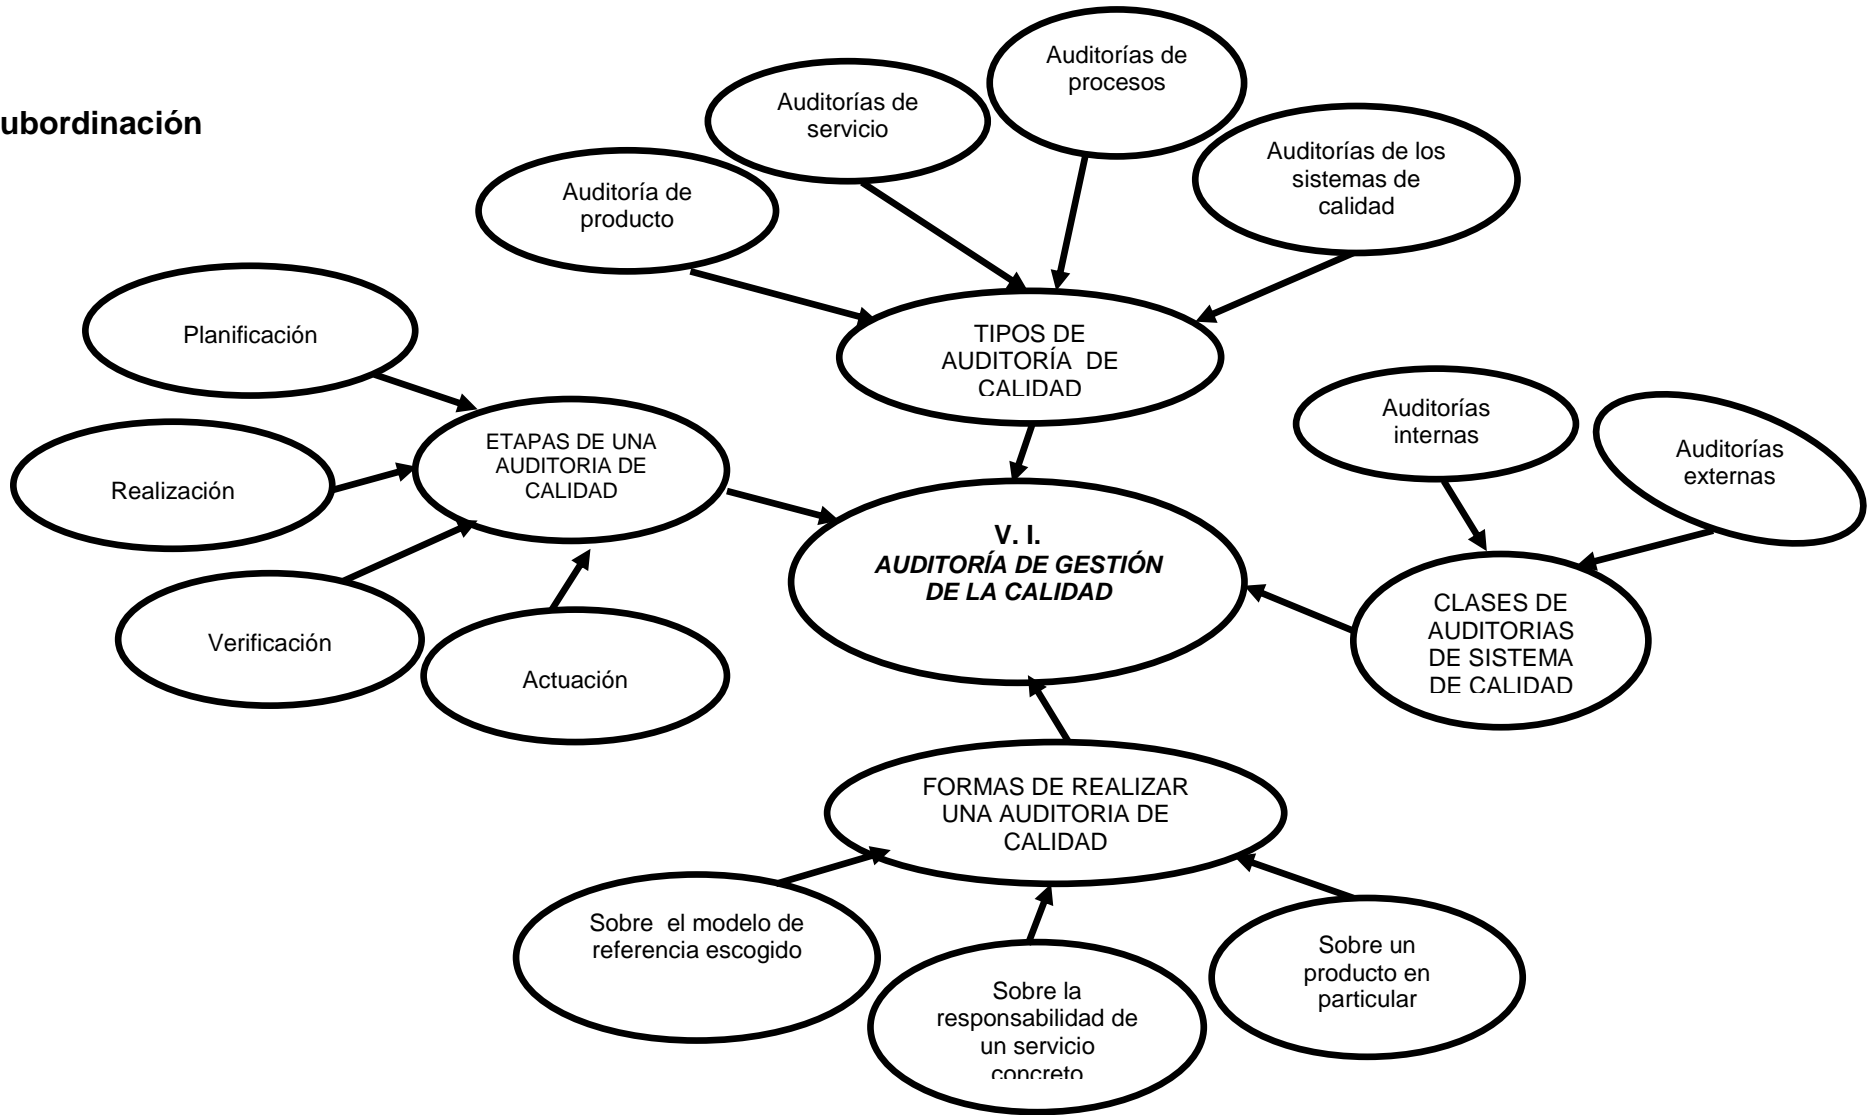 ubordinación
Auditorías de
procesos
Auditorías de
servicio
Auditorías de los
sistemas de
calidad
Auditoría de
producto
TIPOS DE
AUDITORÍA  DE
CALIDAD
Planificación
Realización
Verificación
Actuación
ETAPAS DE UNA
AUDITORIA DE
CALIDAD
Auditorías
internas
Auditorías
externas
V. I.
AUDITORÍA DE GESTIÓN
DE LA CALIDAD
CLASES DE
AUDITORIAS
DE SISTEMA
DE CALIDAD
FORMAS DE REALIZAR
UNA AUDITORIA DE
CALIDAD
Sobre  el modelo de
referencia escogido
Sobre la
responsabilidad de
un servicio
concreto
Sobre un
producto en
particular